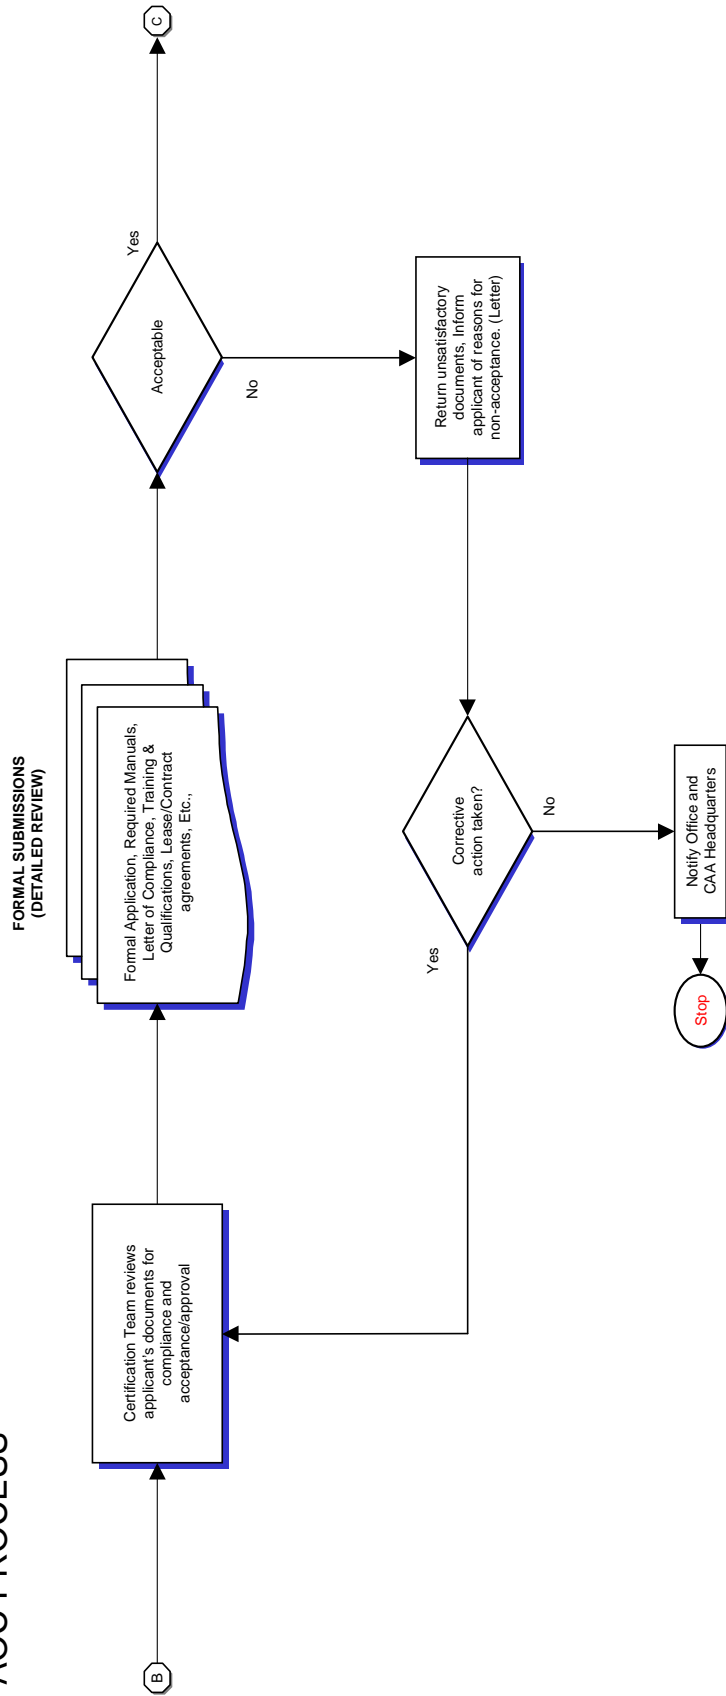 AOC PROCESS
FORMAL SUBMISSIONS
(DETAILED REVIEW)
B
Certification Team reviews
applicant's documents for
compliance and
acceptance/approval
Formal Application, Required Manuals,
Letter of Compliance, Training &
Qualifications, Lease/Contract
agreements, Etc.,
Acceptable
Yes
C
No
Return unsatisfactory
documents, Inform
applicant of reasons for
non-acceptance. (Letter)
Corrective
action taken?
Yes
No
Notify Office and
CAA Headquarters
Stop